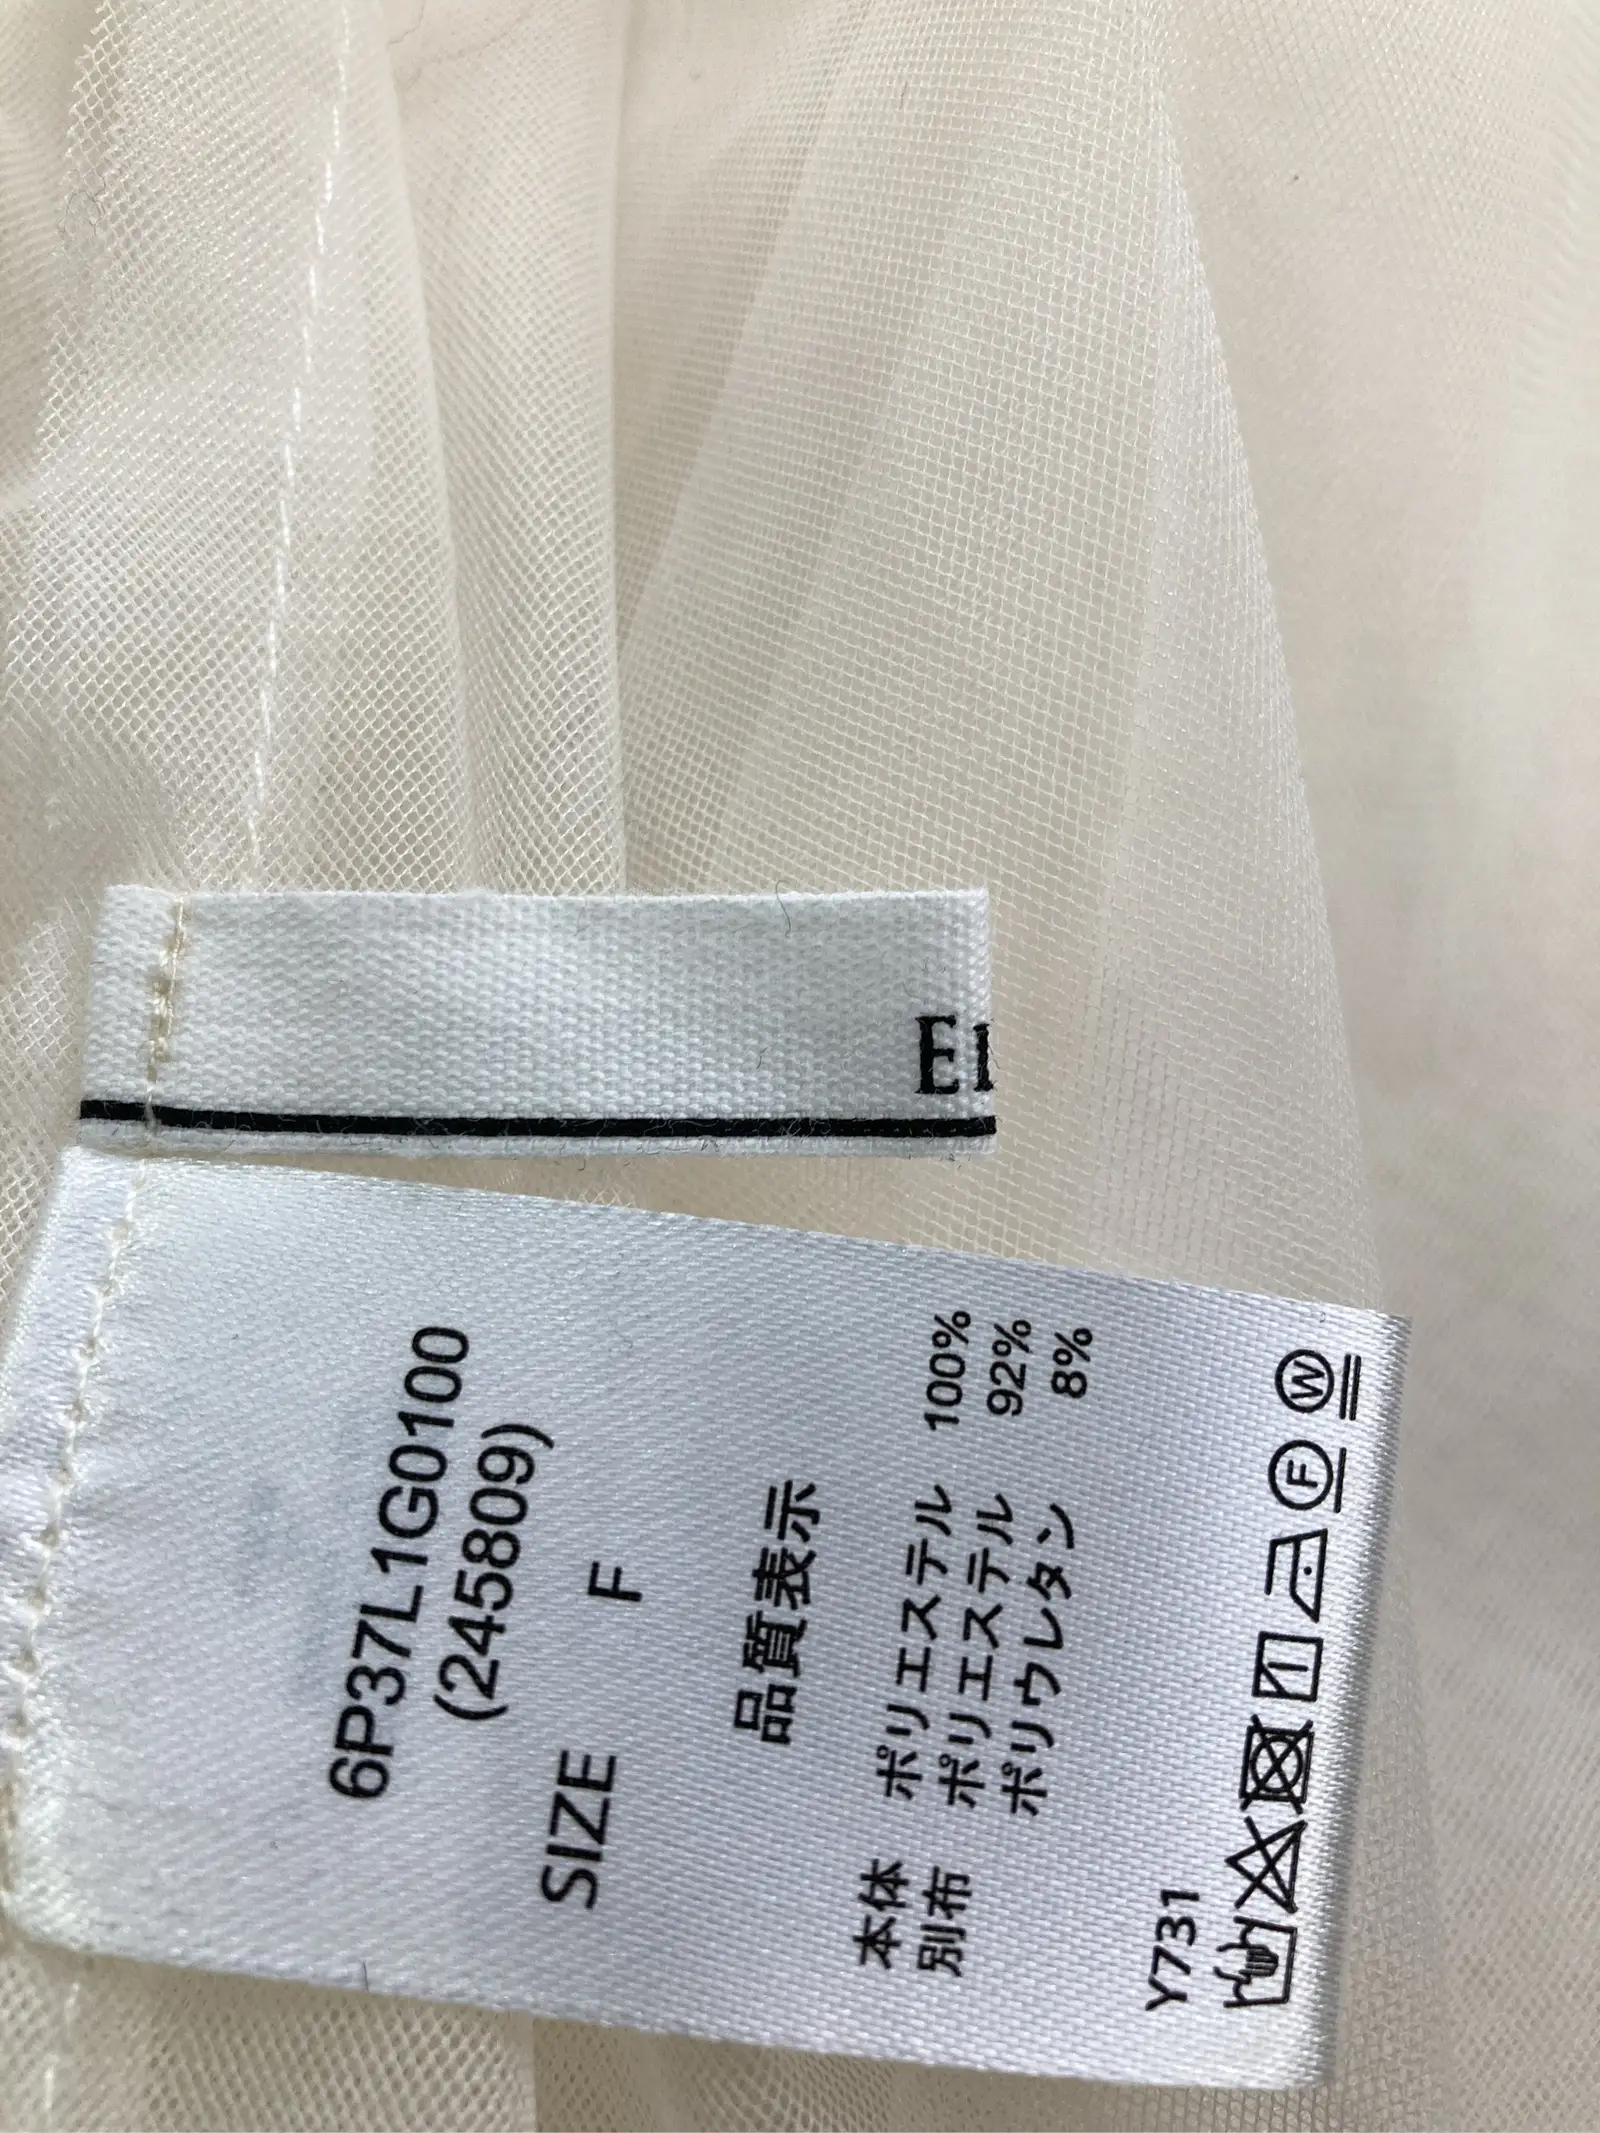 6P37L1G0100
(245809)
SIZE F
品質表示
本体 ポリエステル 100%
別布 ポリエステル 92%
ポリウレタン 8%
Y731
F W